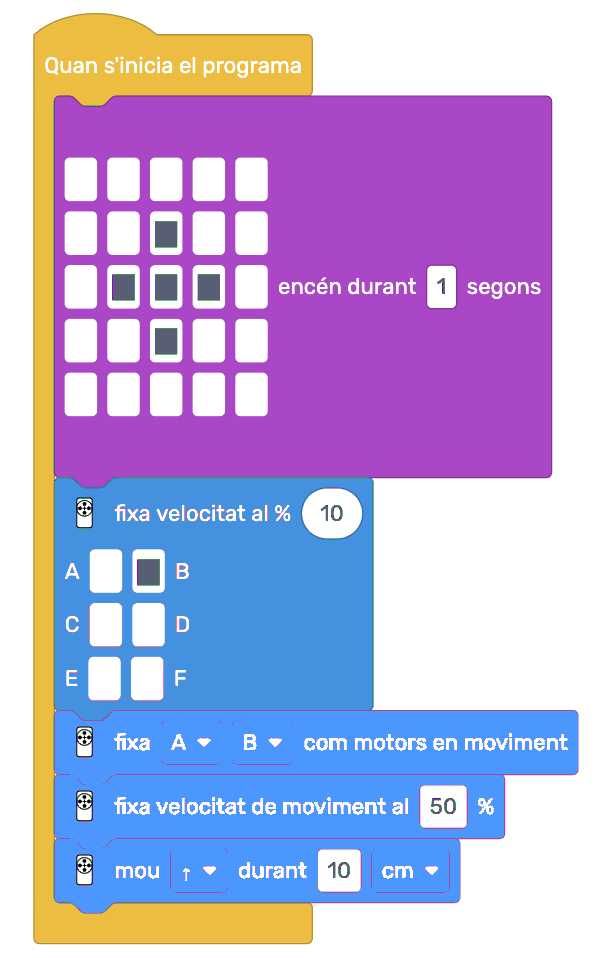 Quan s'inicia el programa
encén durant 1 segons
fixa velocitat al % 10
A B
C D
E F
fixa A B com motors en moviment
fixa velocitat de moviment al 50 %
mou ↑ durant 10 cm